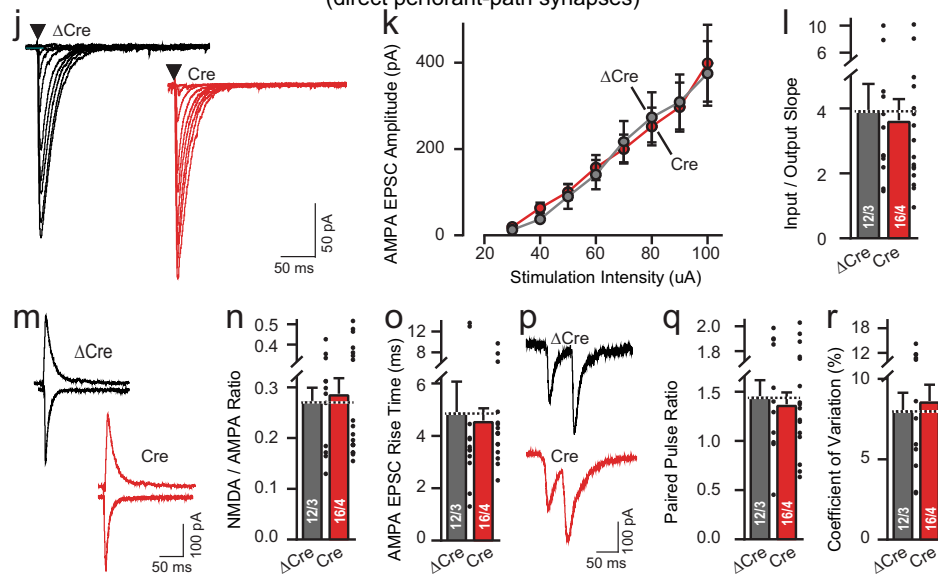 (direct perforant-path synapses)
j
ΔCre
Cre
50 pA
50 ms
k
AMPA EPSC Amplitude (pA)
400
200
0
ΔCre
Cre
20 40 60 80 100
Stimulation Intensity (uA)
l
Input / Output Slope
10
8
6
4
2
0
12/3
16/4
ΔCre
Cre
m
ΔCre
Cre
100 pA
50 ms
n
NMDA / AMPA Ratio
0.5
0.4
0.3
0.2
0.1
0.0
12/3
16/4
ΔCre
Cre
o
AMPA EPSC Rise Time (ms)
12
8
6
4
2
0
12/3
16/4
ΔCre
Cre
p
ΔCre
Cre
100 pA
50 ms
q
Paired Pulse Ratio
2.0
1.8
1.5
1.0
0.5
0.0
12/3
16/4
ΔCre
Cre
r
Coefficient of Variation (%)
18
12
10
5
0
12/3
16/4
ΔCre
Cre